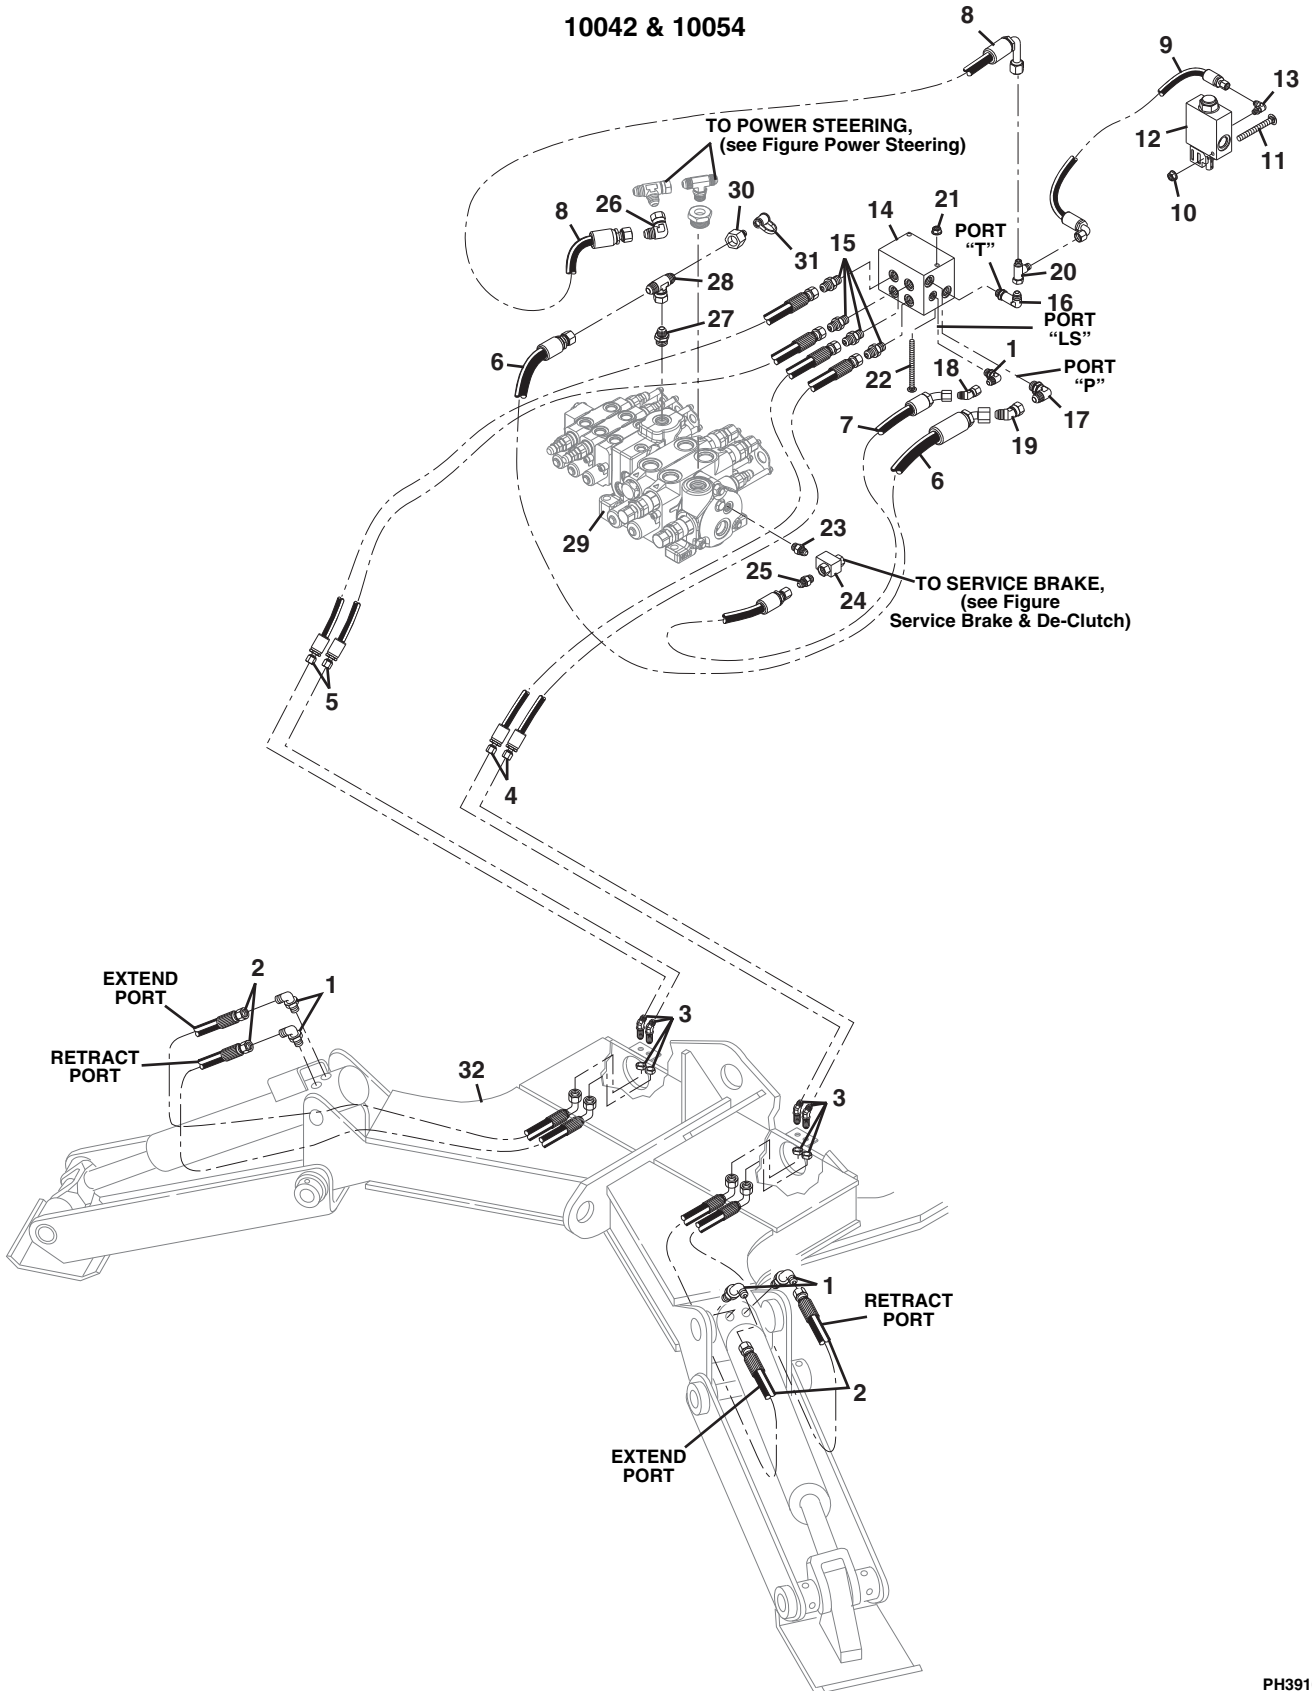 10042 & 10054
8
9
13
12
11
10
TO POWER STEERING,
(see Figure Power Steering)
30
8
26
14
21
PORT
“T”
15
31
20
28
16
27
PORT
“LS”
6
1
22
18
PORT
“P”
7
17
19
6
29
23
25
24
TO SERVICE BRAKE,
(see Figure
Service Brake & De-Clutch)
5
4
EXTEND
PORT
2
1
RETRACT
PORT
3
32
3
1
RETRACT
PORT
2
EXTEND
PORT
PH391